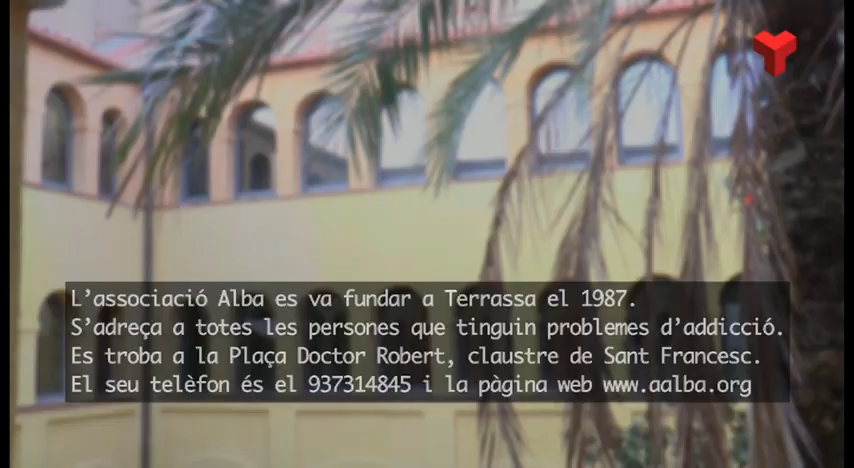 L'associació Alba es va fundar a Terrassa el 1987.
S'adreça a totes les persones que tinguin problemes d'addicció.
Es troba a la Plaça Doctor Robert, claustre de Sant Francesc.
El seu telèfon és el 937314845 i la pàgina web www.aalba.org